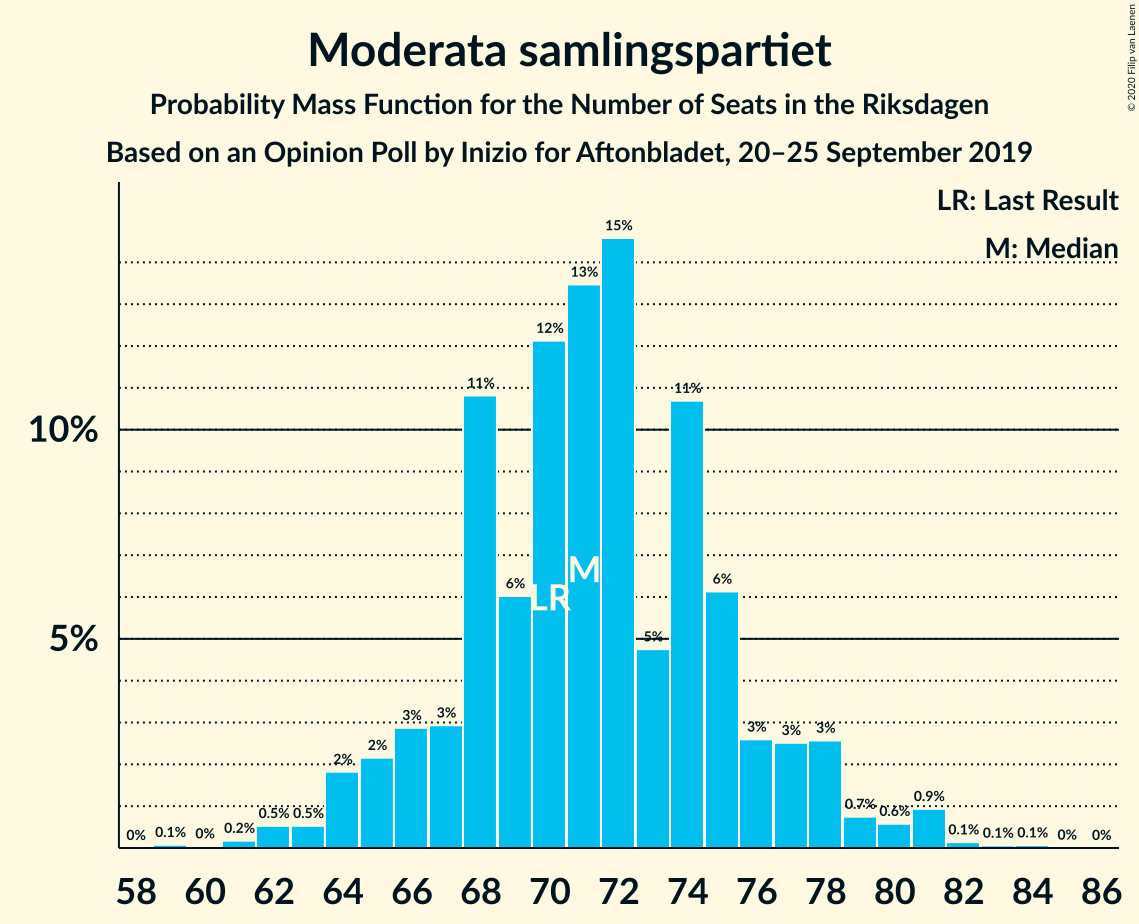 Moderata samlingspartiet
Probability Mass Function for the Number of Seats in the Riksdagen
Based on an Opinion Poll by Inizio for Aftonbladet, 20–25 September 2019
© 2020 Filip van Laenen
LR: Last Result
M: Median
10%
5%
0% 0.1% 0% 0.2% 0.5% 0.5% 2% 2% 3% 3% 11% 6% 12% 13% 15% 5% 11% 6% 3% 3% 3% 0.7% 0.6% 0.9% 0.1% 0.1% 0.1% 0% 0%
LR
M
58 60 62 64 66 68 70 72 74 76 78 80 82 84 86